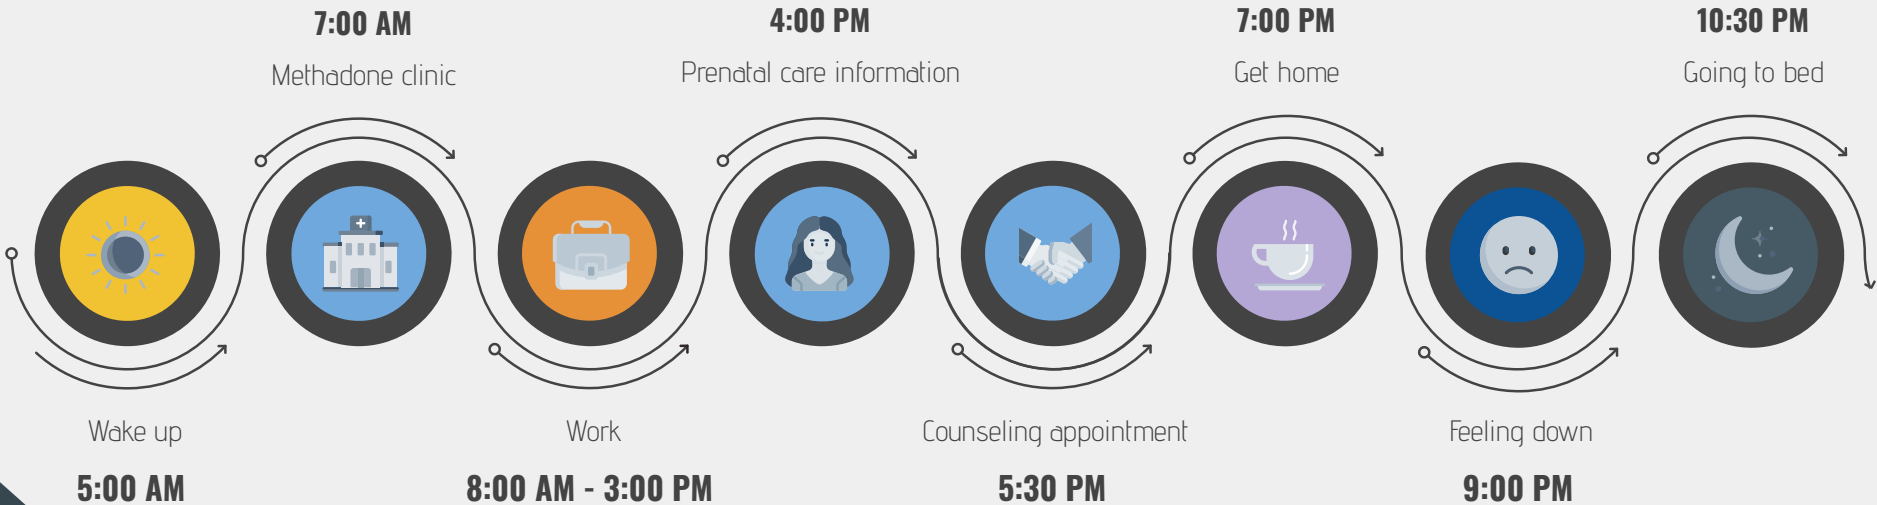 7:00 AM
Methadone clinic
4:00 PM
Prenatal care information
7:00 PM
Get home
10:30 PM
Going to bed
Wake up
5:00 AM
Work
8:00 AM - 3:00 PM
Counseling appointment
5:30 PM
Feeling down
9:00 PM